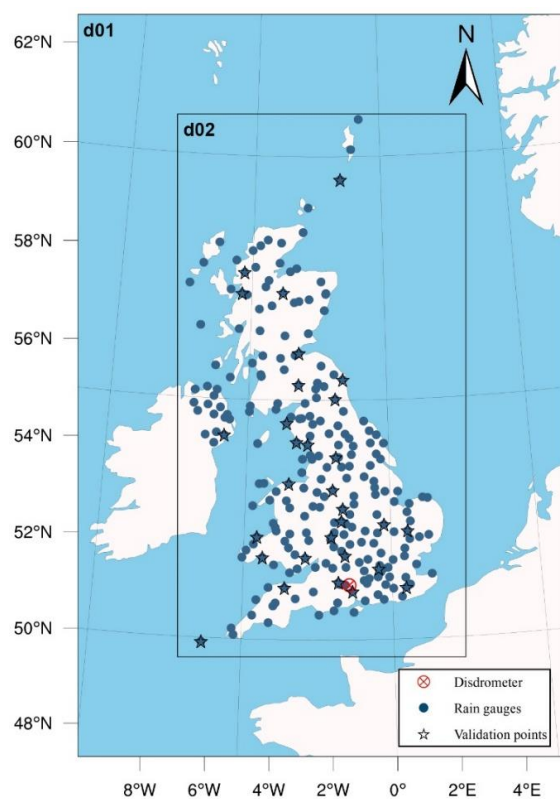 d01
N
d02
62°N
60°N
58°N
56°N
54°N
52°N
50°N
48°N
Disdrometer
Rain gauges
Validation points
8°W 6°W 4°W 2°W 0° 2°E 4°E